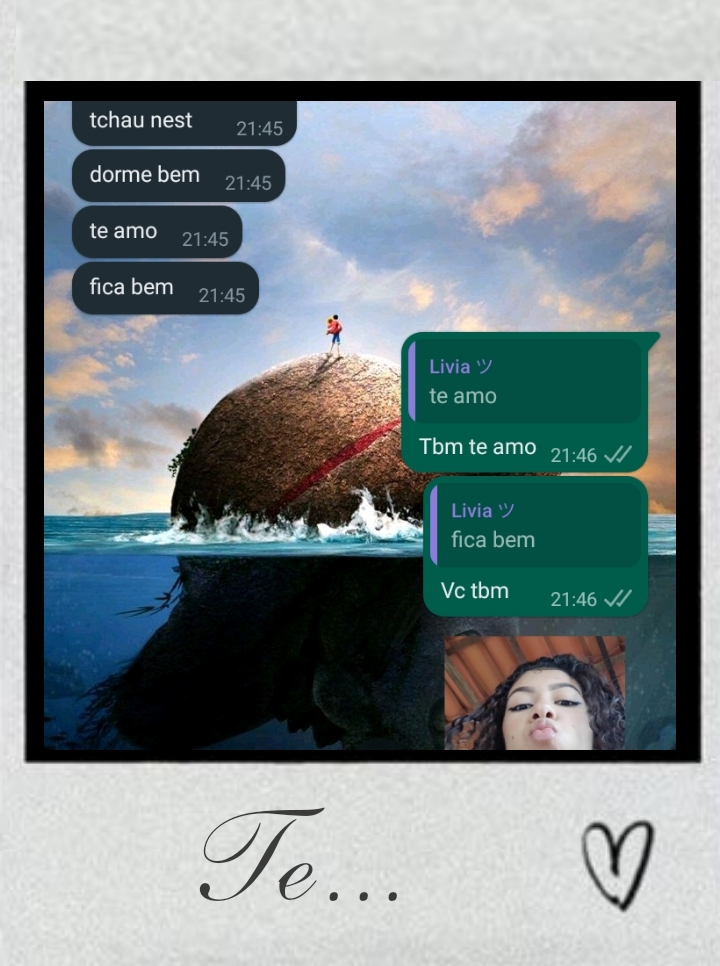 tchau nest 21:45
dorme bem 21:45
te amo 21:45
fica bem 21:45
Livia ツ
te amo
Tbm te amo 21:46
Livia ツ
fica bem
Vc tbm 21:46
Te...